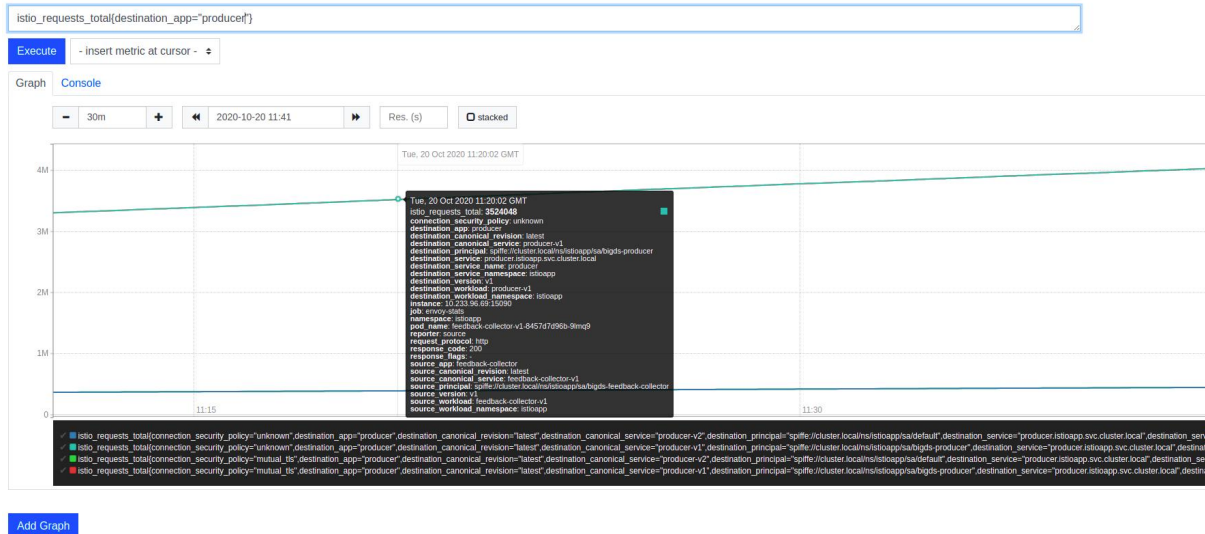 istio_requests_total{destination_app="producer"}
Execute
- insert metric at cursor -
Graph
Console
30m
2020-10-20 11:41
Res. (s)
stacked
Tue, 20 Oct 2020 11:20:02 GMT
4M
3M
2M
1M
0
11:15
11:30
Tue, 20 Oct 2020 11:20:02 GMT
istio_requests_total: 3524048
connection_security_policy: unknown
destination_app: producer
destination_canonical_revision: latest
destination_canonical_service: producer-v1
destination_principal: spiffe://cluster.local/ns/istioapp/sa/bigds-producer
destination_service: producer.istioapp.svc.cluster.local
destination_service_name: producer
destination_service_namespace: istioapp
destination_version: v1
destination_workload: producer-v1
destination_workload_namespace: istioapp
instance: 10.233.96.69:15090
job: envoy-stats
namespace: istioapp
pod_name: feedback-collector-v1-8457d7d96b-9lmq9
reporter: source
request_protocol: http
response_code: 200
response_flags: -
source_app: feedback-collector
source_canonical_revision: latest
source_canonical_service: feedback-collector-v1
source_principal: spiffe://cluster.local/ns/istioapp/sa/bigds-feedback-collector
source_version: v1
source_workload: feedback-collector-v1
source_workload_namespace: istioapp
istio_requests_total{connection_security_policy="unknown",destination_app="producer",destination_canonical_revision="latest",destination_canonical_service="producer-v2",destination_principal="spiffe://cluster.local/ns/istioapp/sa/default",destination_service="producer.istioapp.svc.cluster.local",destination_serv
istio_requests_total{connection_security_policy="unknown",destination_app="producer",destination_canonical_revision="latest",destination_canonical_service="producer-v1",destination_principal="spiffe://cluster.local/ns/istioapp/sa/bigds-producer",destination_service="producer.istioapp.svc.cluster.local",destinat
istio_requests_total{connection_security_policy="mutual_tls",destination_app="producer",destination_canonical_revision="latest",destination_canonical_service="producer-v2",destination_principal="spiffe://cluster.local/ns/istioapp/sa/default",destination_service="producer.istioapp.svc.cluster.local",destination_se
istio_requests_total{connection_security_policy="mutual_tls",destination_app="producer",destination_canonical_revision="latest",destination_canonical_service="producer-v1",destination_principal="spiffe://cluster.local/ns/istioapp/sa/bigds-producer",destination_service="producer.istioapp.svc.cluster.local",destina
Add Graph